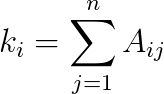 $k_i = \sum_{j=1}^{n} A_{ij}$